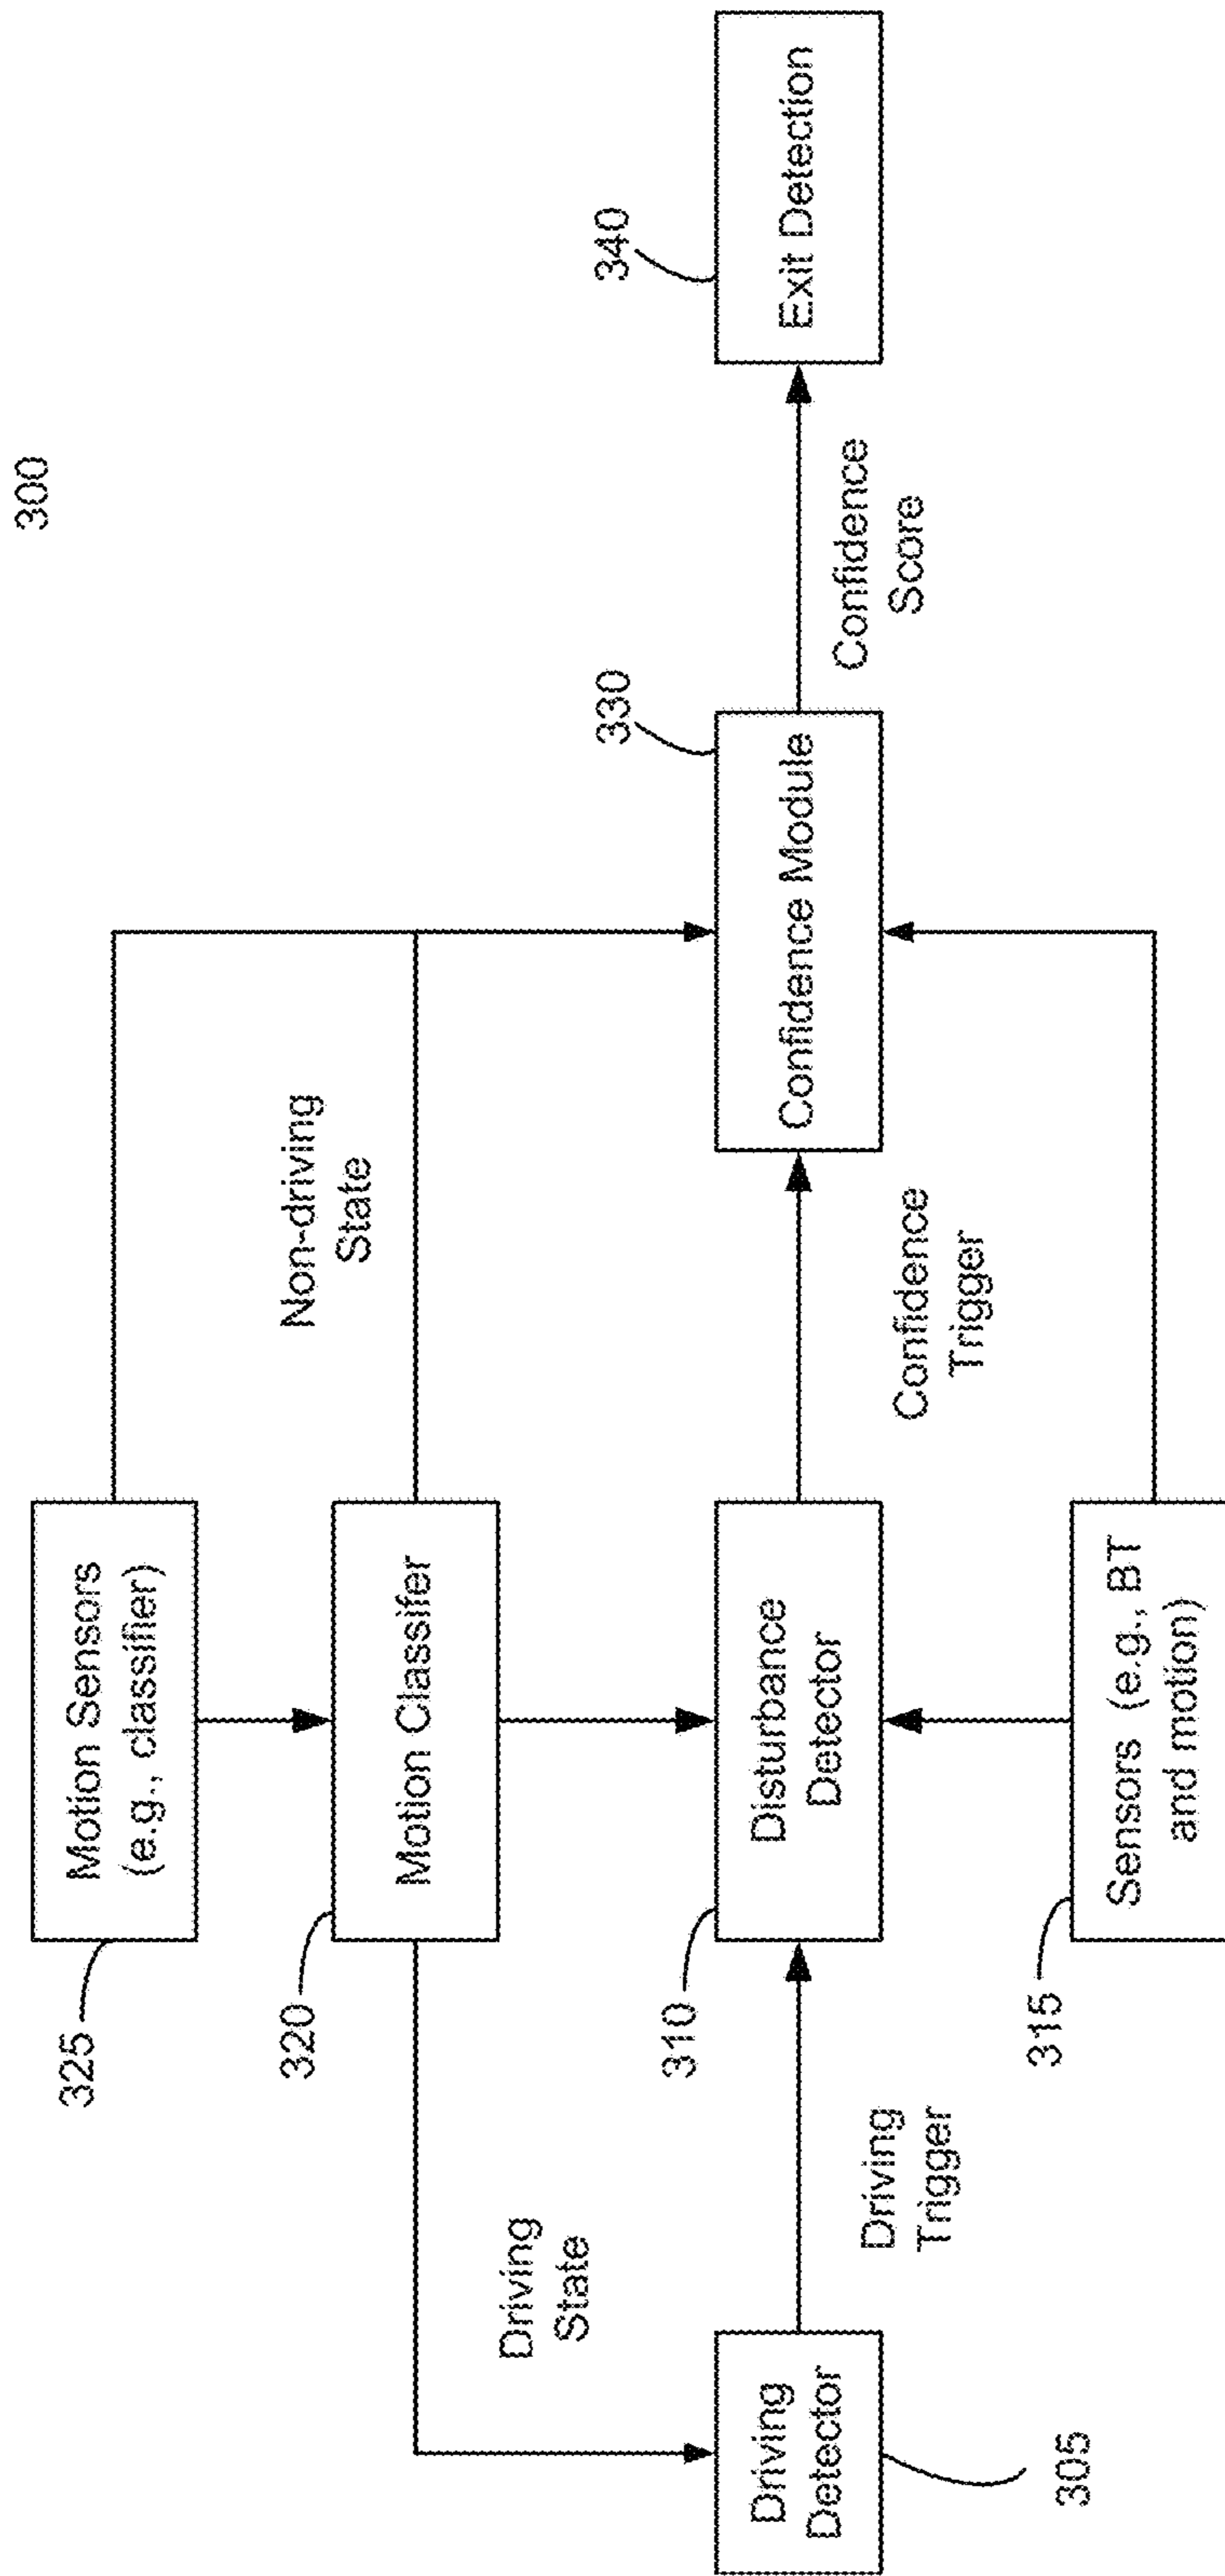 300
325
Motion Sensors
(e.g., classifier)
320
Motion Classifer
Non-driving
State
Driving
State
Driving
Detector
305
Driving
Trigger
310
Disturbance
Detector
Confidence
Trigger
330
Confidence Module
Confidence
Score
340
Exit Detection
315
Sensors (e.g., BT
and motion)